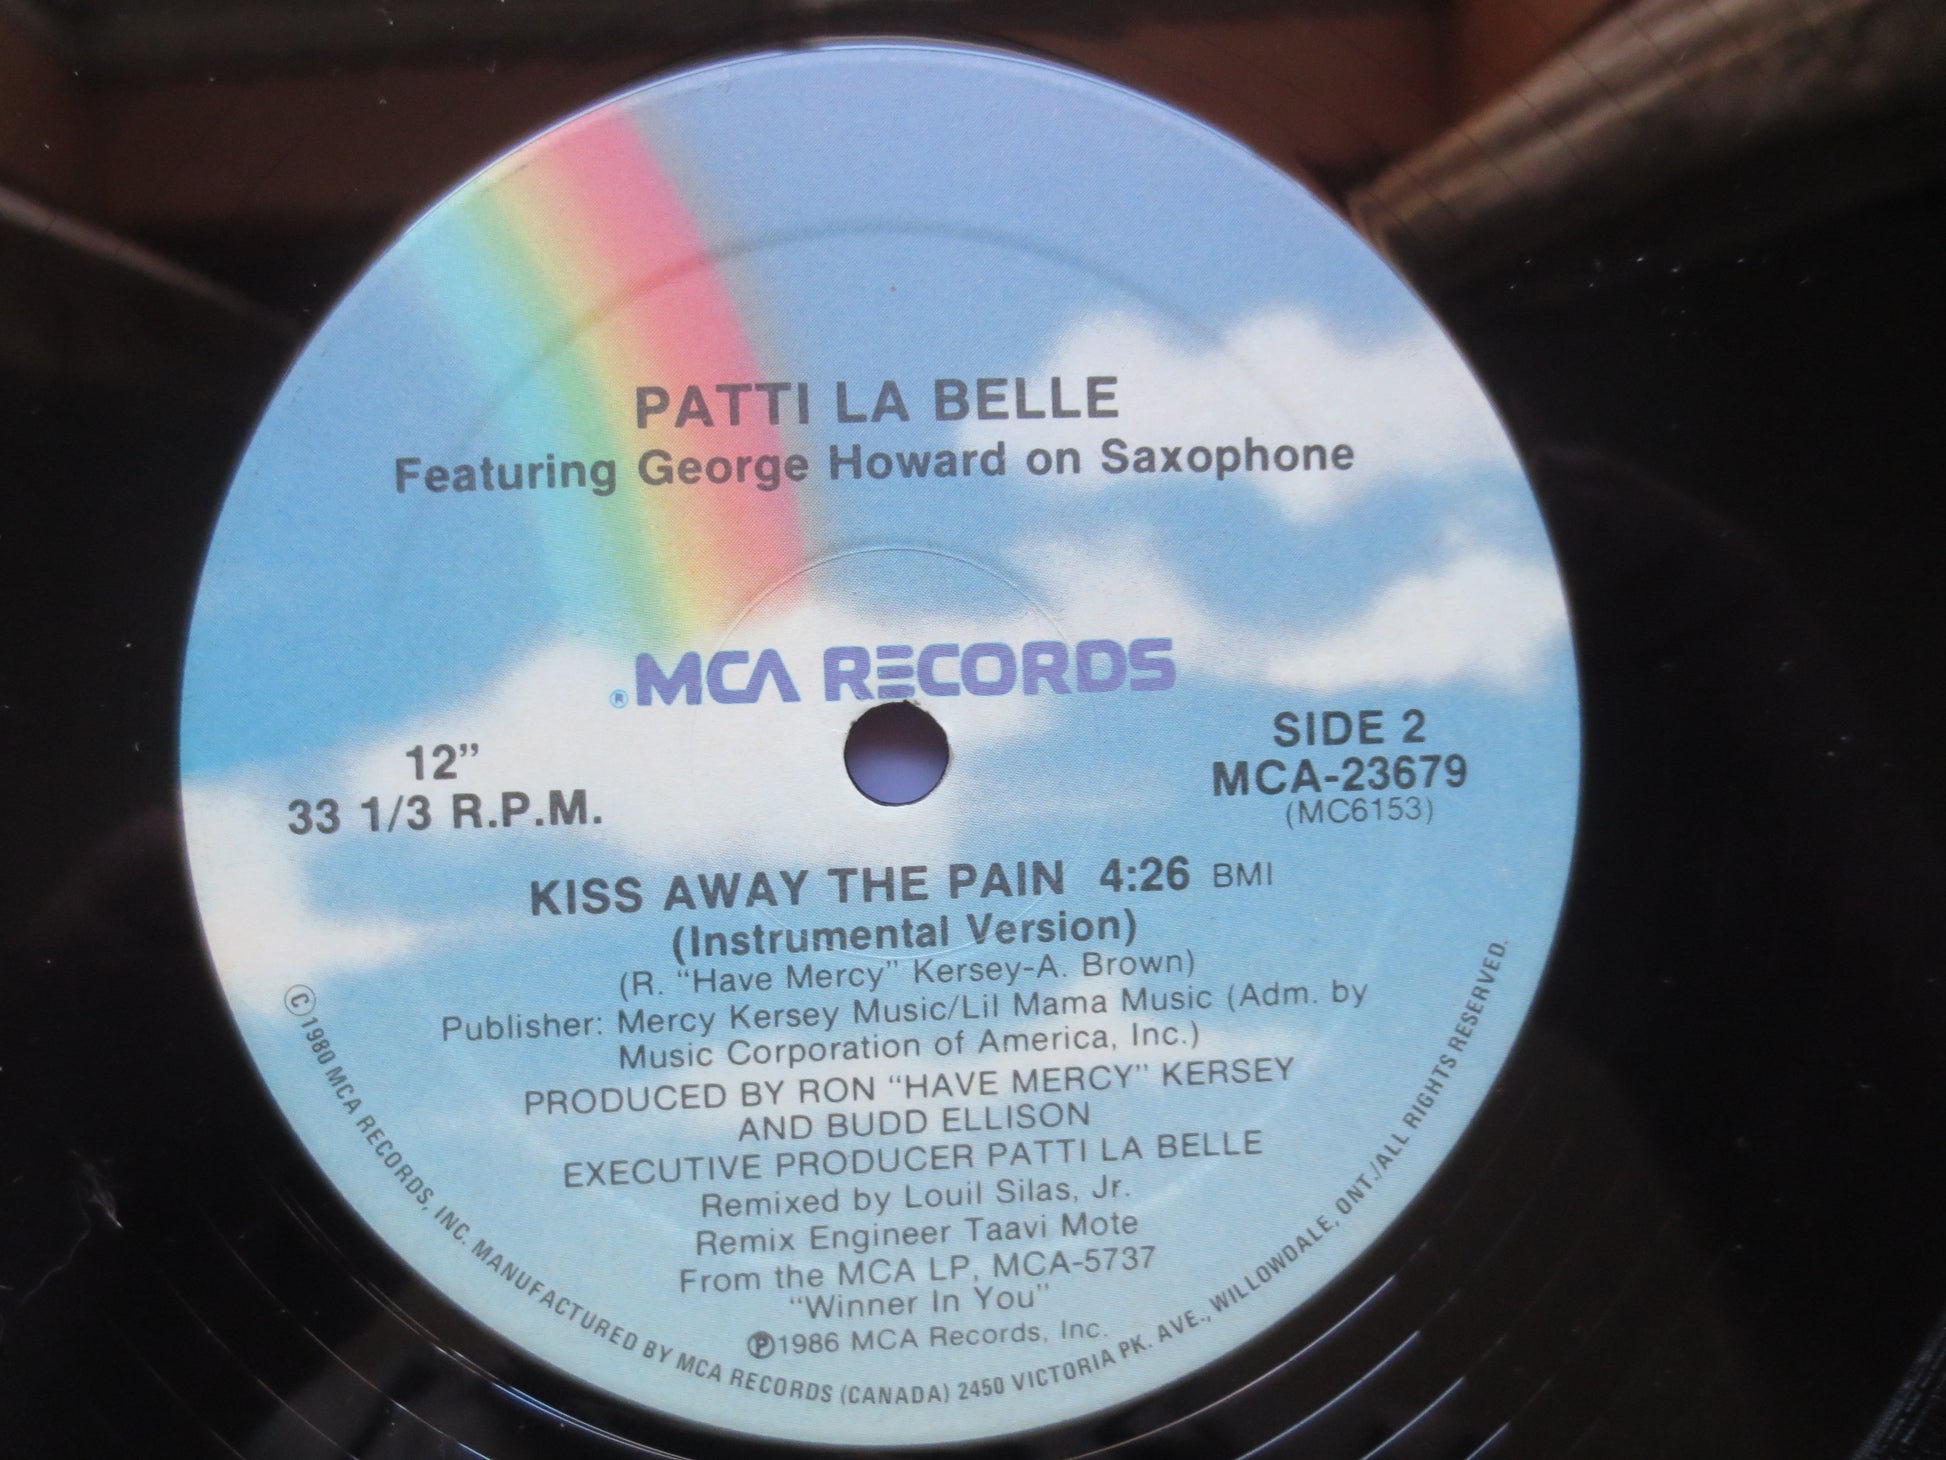 PATTI LA BELLE
Featuring George Howard on Saxophone
® MCA RECORDS
12”
33 1/3 R.P.M.
SIDE 2
MCA-23679
(MC6153)
KISS AWAY THE PAIN 4:26 BMI
(Instrumental Version)
(R. “Have Mercy” Kersey-A. Brown)
Publisher: Mercy Kersey Music/Lil Mama Music (Adm. by
Music Corporation of America, Inc.)
PRODUCED BY RON “HAVE MERCY” KERSEY
AND BUDD ELLISON
EXECUTIVE PRODUCER PATTI LA BELLE
Remixed by Louil Silas, Jr.
Remix Engineer Taavi Mote
From the MCA LP, MCA-5737
“Winner In You”
Ⓟ1986 MCA Records, Inc.
©1980 MCA RECORDS, INC. MANUFACTURED BY MCA RECORDS (CANADA) 2450 VICTORIA PK. AVE., WILLOWDALE, ONT./ALL RIGHTS RESERVED.